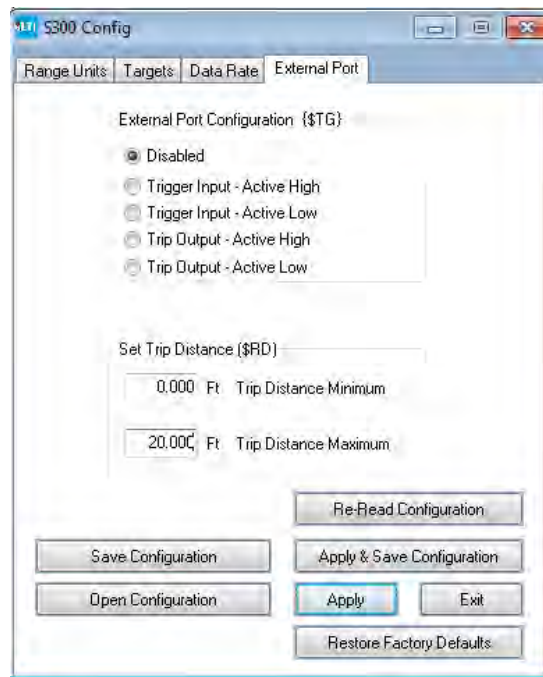 S300 Config
Range Units Targets Data Rate External Port
External Port Configuration {$TG}
Disabled
Trigger Input - Active High
Trigger Input - Active Low
Trip Output - Active High
Trip Output - Active Low
Set Trip Distance ($RD)
0.000 Ft Trip Distance Minimum
20.000 Ft Trip Distance Maximum
Re-Read Configuration
Save Configuration Apply & Save Configuration
Open Configuration Apply Exit
Restore Factory Defaults